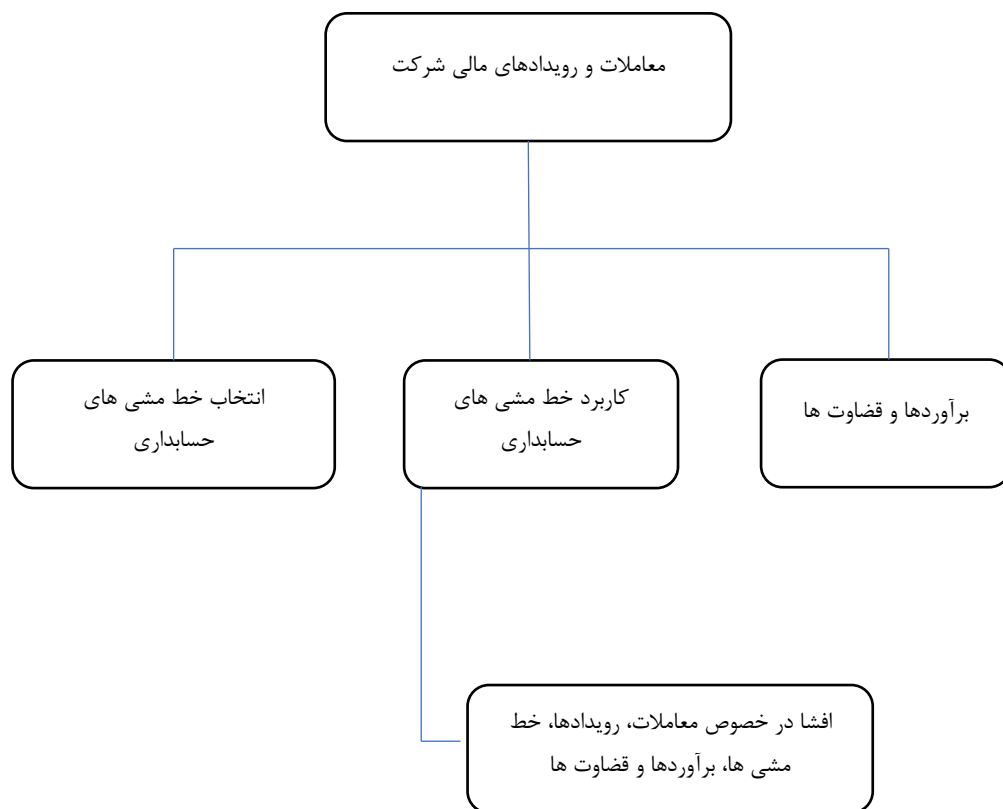 معاملات و رویدادهای مالی شرکت
برآوردها و قضاوت ها
کاربرد خط مشی های
حسابداری
انتخاب خط مشی های
حسابداری
افشا در خصوص معاملات، رویدادها، خط
مشی ها، برآوردها و قضاوت ها